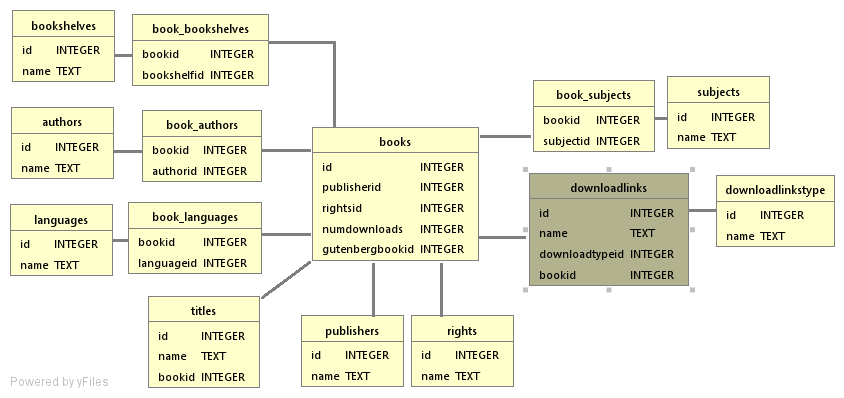 bookshelves
id INTEGER
name TEXT
book_bookshelves
bookid INTEGER
bookshelfid INTEGER
authors
id INTEGER
name TEXT
book_authors
bookid INTEGER
authorid INTEGER
languages
id INTEGER
name TEXT
book_languages
bookid INTEGER
languageid INTEGER
titles
id INTEGER
name TEXT
bookid INTEGER
books
id INTEGER
publisherid INTEGER
rightsid INTEGER
numdownloads INTEGER
gutenbergbookid INTEGER
publishers
id INTEGER
name TEXT
rights
id INTEGER
name TEXT
book_subjects
bookid INTEGER
subjectid INTEGER
subjects
id INTEGER
name TEXT
downloadlinks
id INTEGER
name TEXT
downloadtypeid INTEGER
bookid INTEGER
downloadlinkstype
id INTEGER
name TEXT
Powered by yFiles